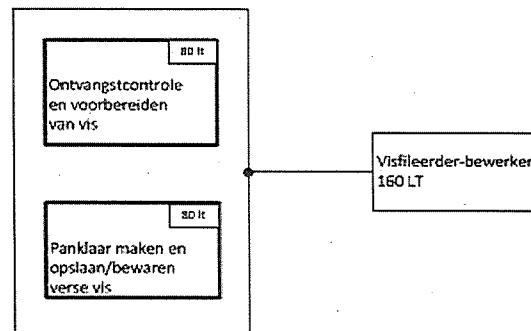 80 lt
Ontvangstcontrole
en voorbereiden
van vis
80 lt
Panklaar maken en
opslaan/bewaren
verse vis
Visfileerder-bewerker
160 LT